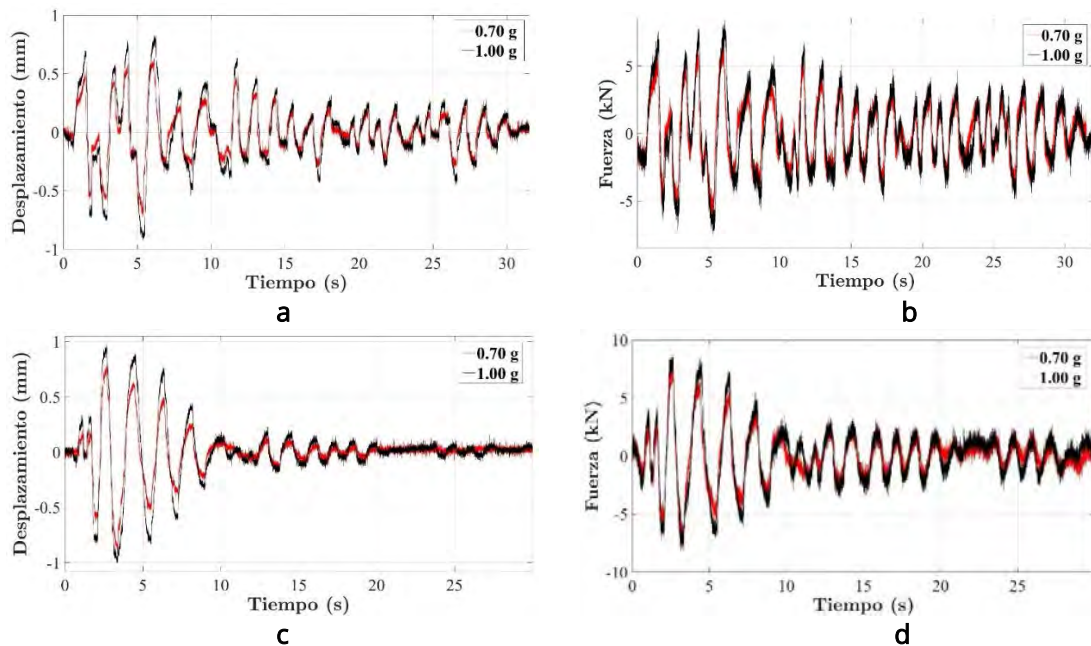 1
0.5
0
-0.5
-1
Desplazamiento (mm)
0.70 g
1.00 g
0 5 10 15 20 25 30
Tiempo (s)
a
5
0
-5
Fuerza (kN)
0.70 g
1.00 g
0 5 10 15 20 25 30
Tiempo (s)
b
1
0.5
0
-0.5
-1
Desplazamiento (mm)
0.70 g
1.00 g
0 5 10 15 20 25
Tiempo (s)
c
10
5
0
-5
-10
Fuerza (kN)
0.70 g
1.00 g
0 5 10 15 20 25
Tiempo (s)
d